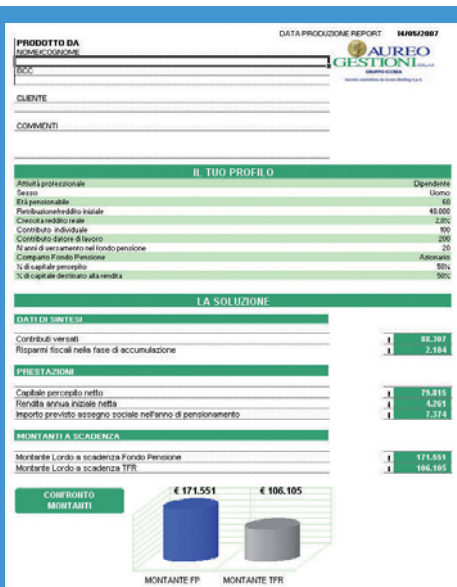 DATA PRODUZIONE REPORT 14/05/2007
PRODOTTO DA
NOME/COGNOME
AUREO
GESTIONI
GRUPPO ICCREA
BCC
CLIENTE
COMMENTI
IL TUO PROFILO
Attività professionale Dipendente
Sesso Uomo
Età pensionabile 60
Retribuzione/reddito iniziale 40.000
Crescita reddito reale 2,0%
Contributo individuale 100
Contributo datore di lavoro 200
N anni di versamento nel fondo pensione 20
Comparto Fondo Pensione Azionario
% di capitale percepito 50%
% di capitale destinato alla rendita 50%
LA SOLUZIONE
DATI DI SINTESI
Contributi versati 88.307
Risparmi fiscali nella fase di accumulazione 2.184
PRESTAZIONI
Capitale percepito netto 79.815
Rendita annua iniziale netta 4.261
Importo previsto assegno sociale nell'anno di pensionamento 7.374
MONTANTI A SCADENZA
Montante Lordo a scadenza Fondo Pensione 171.551
Montante Lordo a scadenza TFR 106.105
CONFRONTO
MONTANTI
€ 171.551 € 106.105
MONTANTE FP MONTANTE TFR